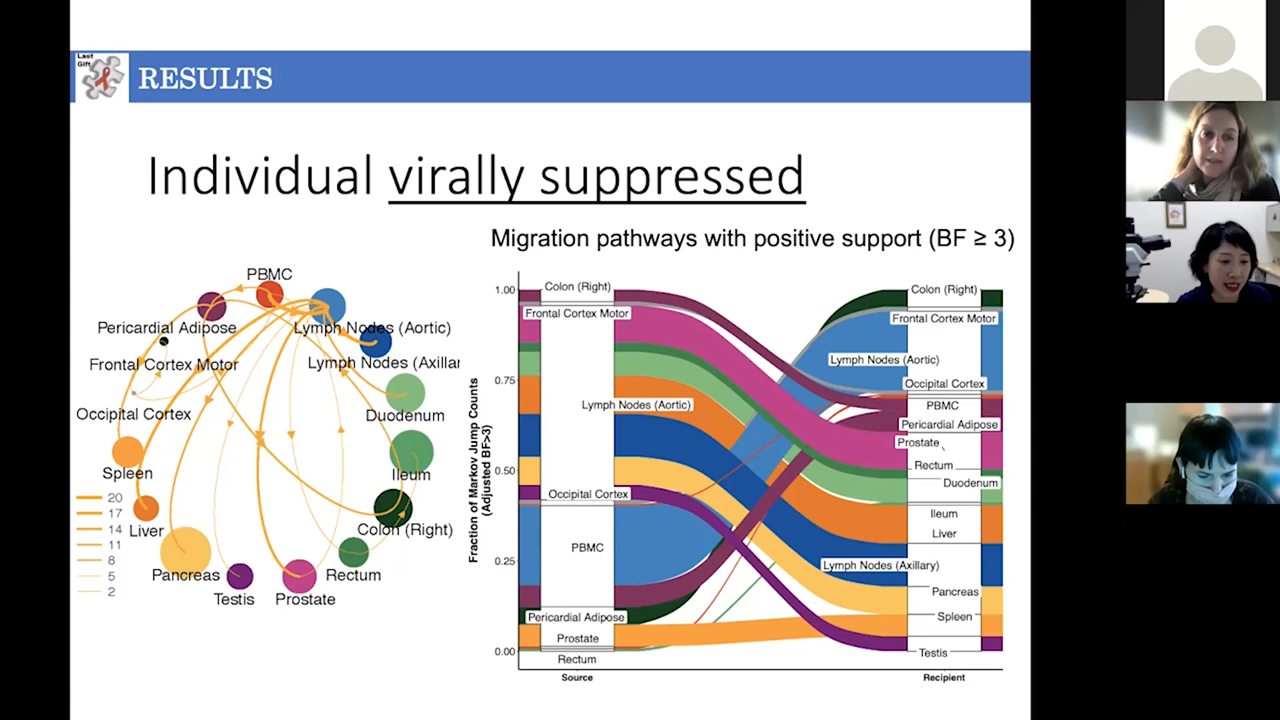 Last
Gift
RESULTS
Individual virally suppressed
Migration pathways with positive support (BF ≥ 3)
PBMC
Pericardial Adipose
Lymph Nodes (Aortic)
Frontal Cortex Motor
Lymph Nodes (Axillar
Occipital Cortex
Duodenum
Spleen
Ileum
20
17
14
11
8
5
2
Liver
Colon (Right)
Pancreas
Rectum
Testis
Prostate
Fraction of Markov Jump Counts
(Adjusted BF>3)
1.00
0.75
0.50
0.25
0.00
Colon (Right)
Frontal Cortex Motor
Lymph Nodes (Aortic)
Occipital Cortex
PBMC
Pericardial Adipose
Prostate
Rectum
Source
Colon (Right)
Frontal Cortex Motor
Lymph Nodes (Aortic)
Occipital Cortex
PBMC
Pericardial Adipose
Prostate
Rectum
Duodenum
Ileum
Liver
Lymph Nodes (Axillary)
Pancreas
Spleen
Testis
Recipient